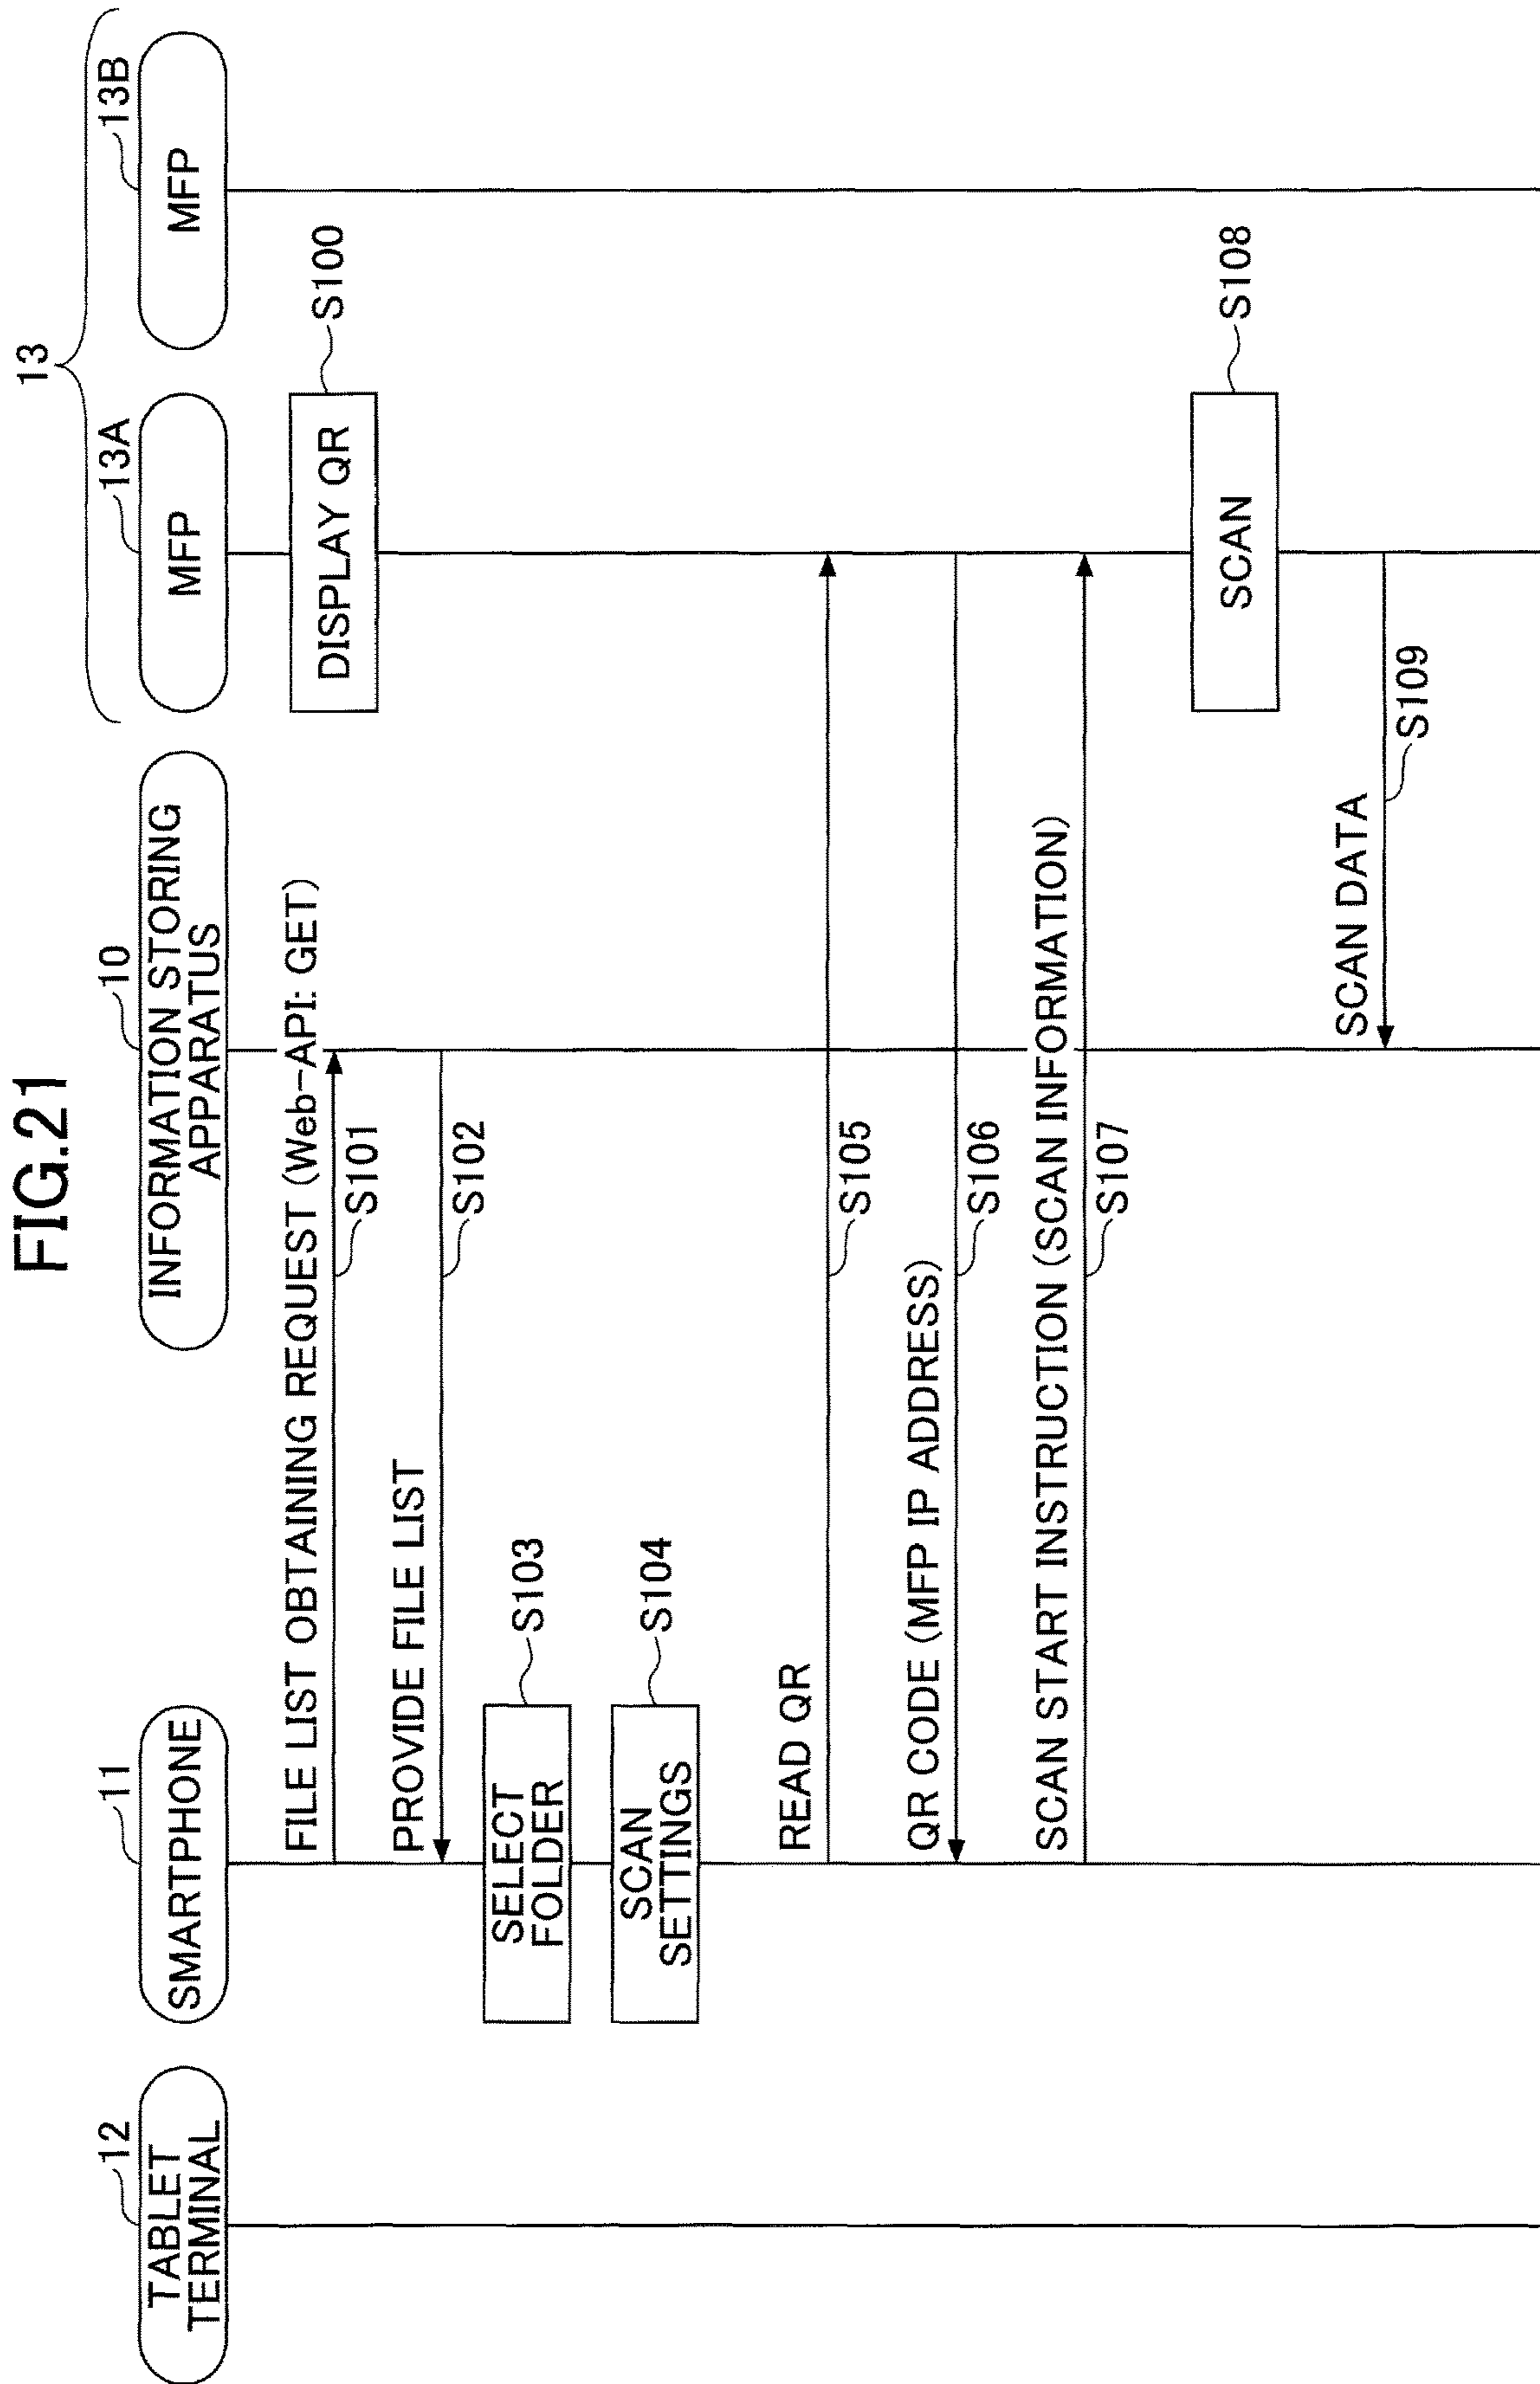 FIG.21
12
TABLET
TERMINAL
11
SMARTPHONE
10
INFORMATION STORING
APPARATUS
13
13A
MFP
13B
MFP
DISPLAY QR
S100
FILE LIST OBTAINING REQUEST (Web-API: GET)
S101
PROVIDE FILE LIST
S102
SELECT
FOLDER
S103
SCAN
SETTINGS
S104
READ QR
S105
QR CODE (MFP IP ADDRESS)
S106
SCAN START INSTRUCTION (SCAN INFORMATION)
S107
SCAN
S108
SCAN DATA
S109